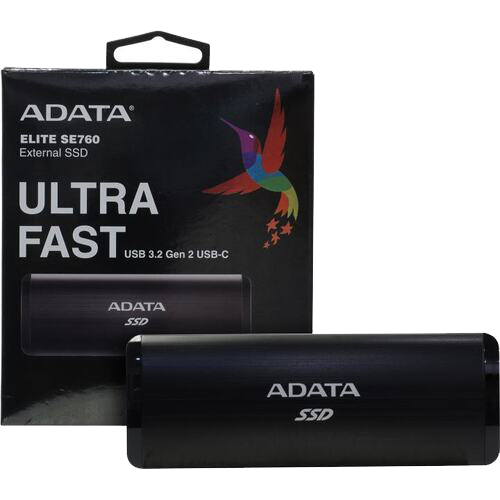 ADATA®
ELITE SE760
External SSD
ULTRA
FAST
USB 3.2 Gen 2 USB-C
ADATA
SSD
ADATA
SSD